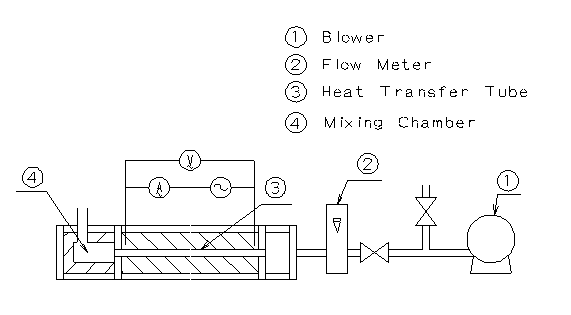 ① Blower
② Flow Meter
③ Heat Transfer Tube
④ Mixing Chamber
V
④
A
③
②
①